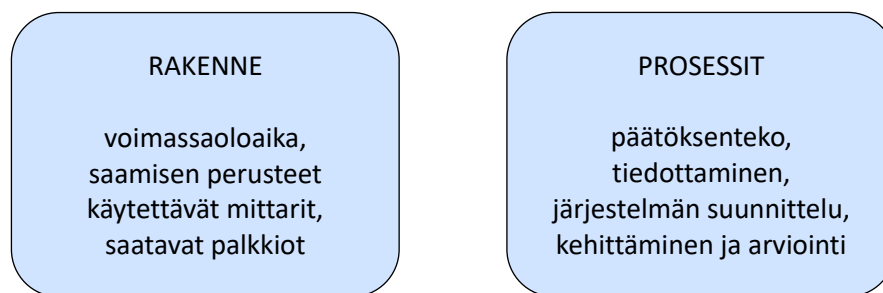 RAKENNE
voimassaoloaika,
saamisen perusteet
käytettävät mittarit,
saatavat palkkiot
PROSESSIT
päätöksenteko,
tiedottaminen,
järjestelmän suunnittelu,
kehittäminen ja arviointi